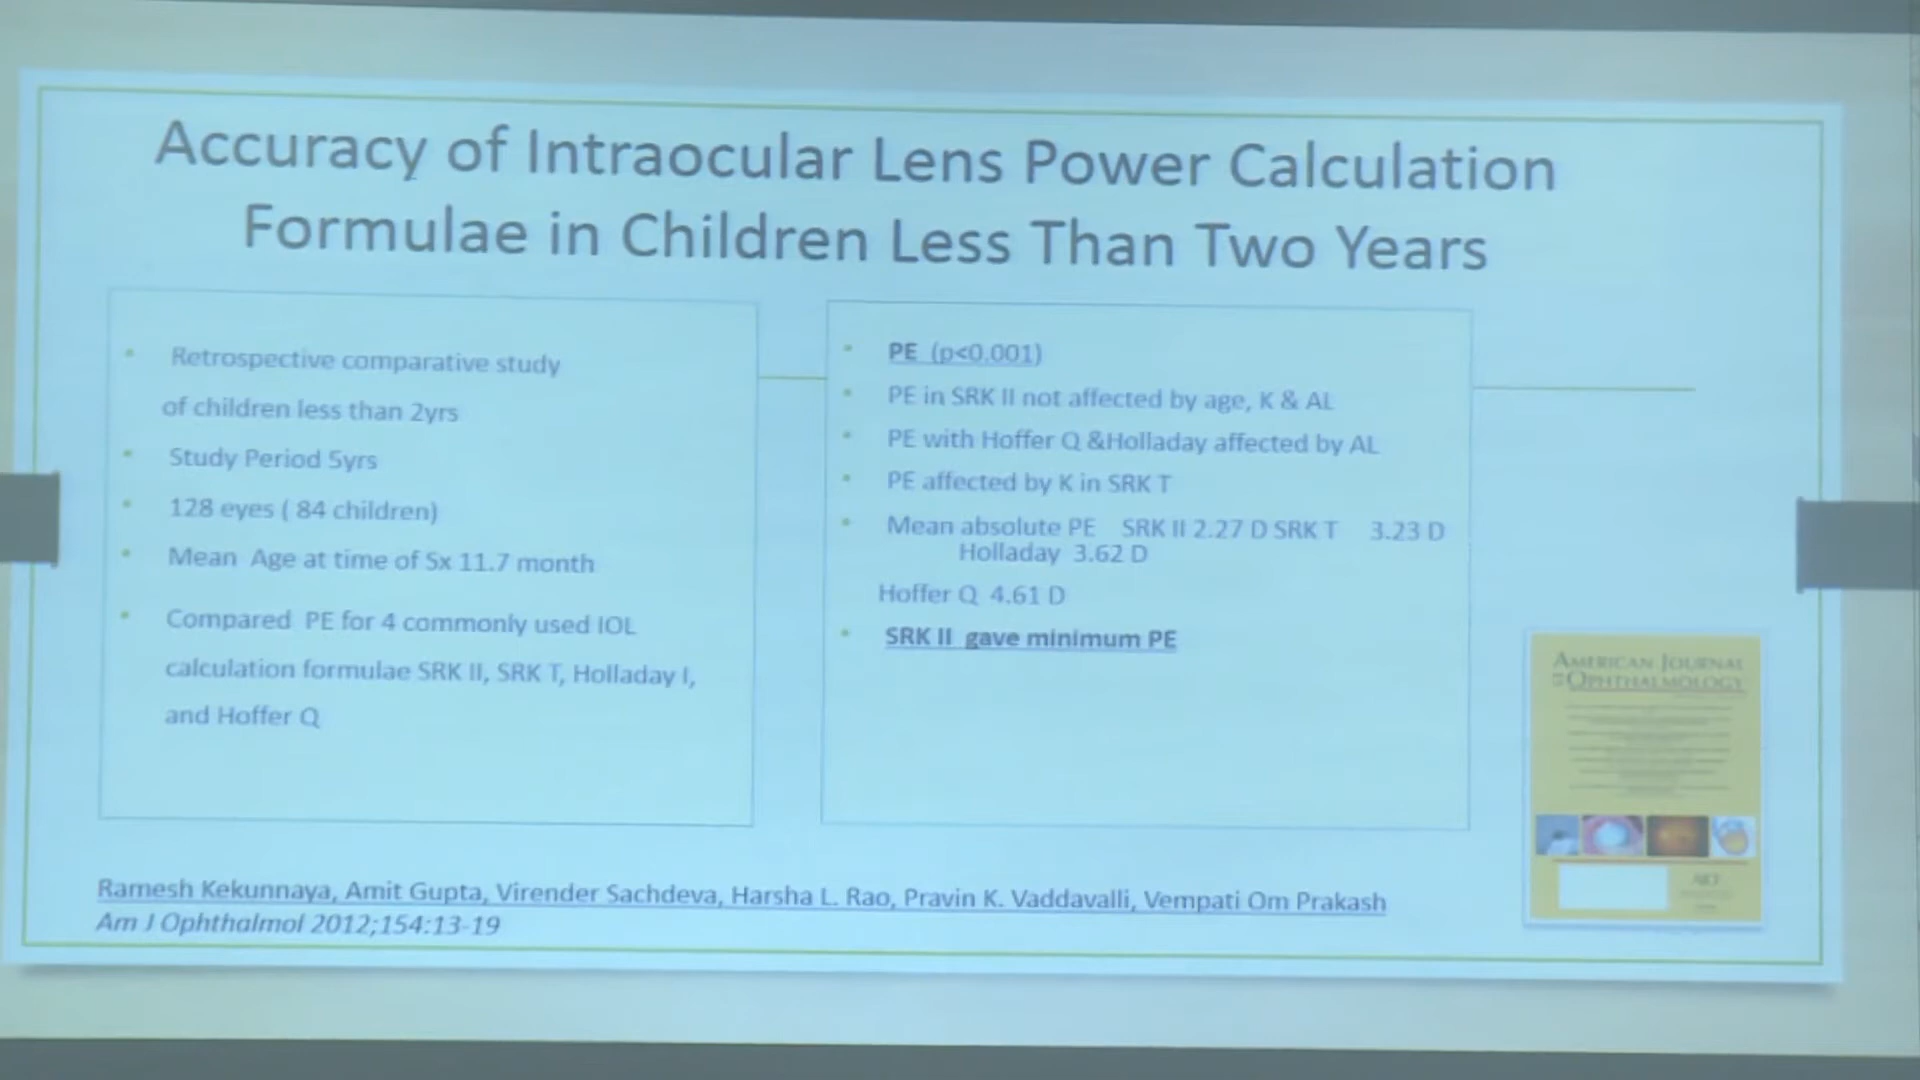 Accuracy of Intraocular Lens Power Calculation
Formulae in Children Less Than Two Years
• Retrospective comparative study
of children less than 2yrs
• Study Period 5yrs
• 128 eyes ( 84 children)
• Mean Age at time of Sx 11.7 month
• Compared PE for 4 commonly used IOL
calculation formulae SRK II, SRK T, Holladay I,
and Hoffer Q
• PE (p<0.001)
• PE in SRK II not affected by age, K & AL
• PE with Hoffer Q &Holladay affected by AL
• PE affected by K in SRK T
• Mean absolute PE SRK II 2.27 D SRK T 3.23 D
Holladay 3.62 D
Hoffer Q 4.61 D
• SRK II gave minimum PE
AMERICAN JOURNAL
OF OPHTHALMOLOGY
Ramesh Kekunnaya, Amit Gupta, Virender Sachdeva, Harsha L. Rao, Pravin K. Vaddavalli, Vempati Om Prakash
Am J Ophthalmol 2012;154:13-19